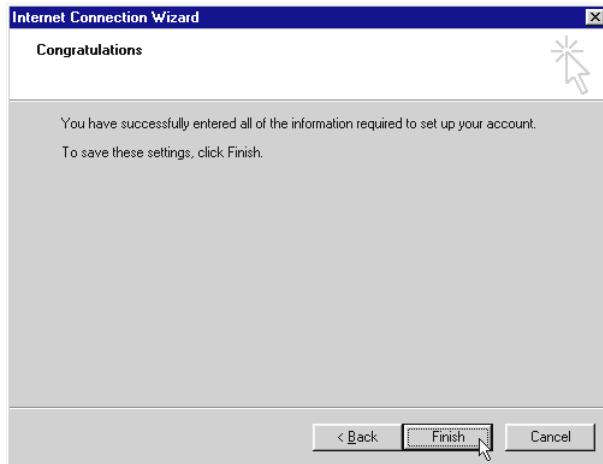 Internet Connection Wizard
Congratulations
You have successfully entered all of the information required to set up your account.
To save these settings, click Finish.
< Back
Finish
Cancel